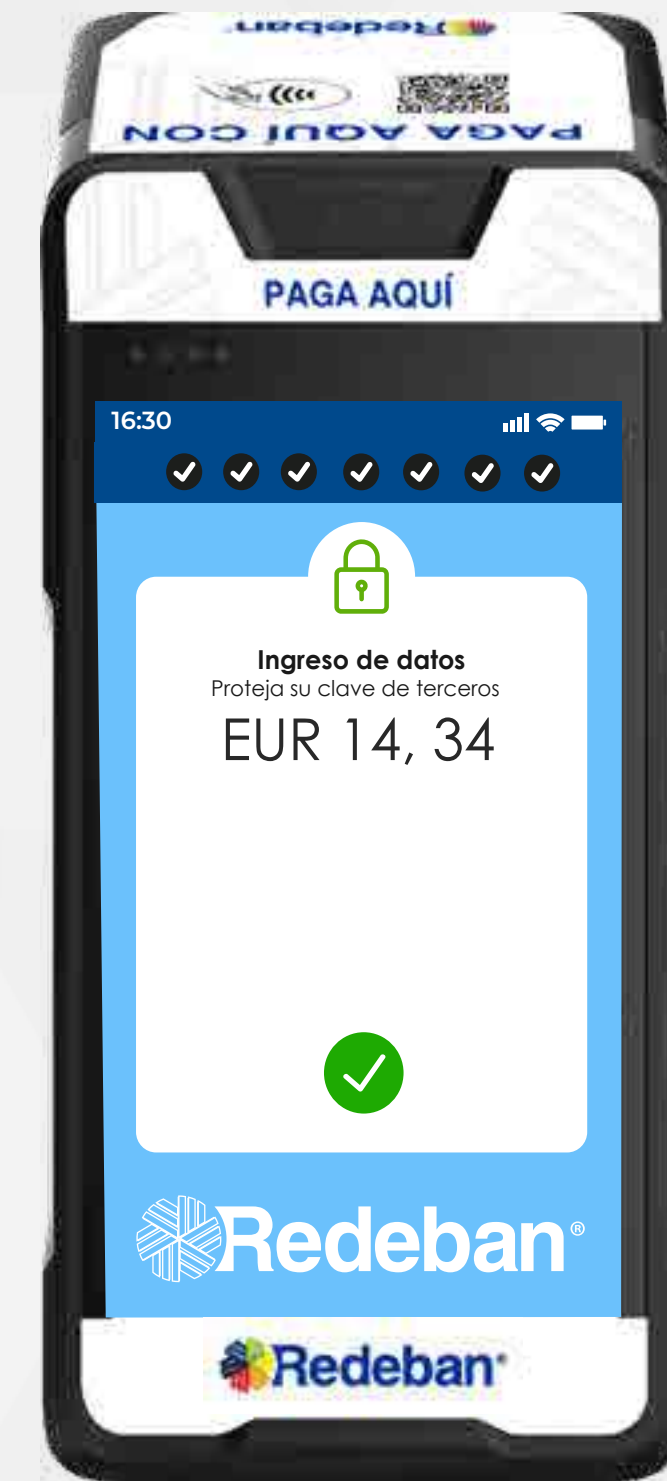 Redeban
PAGA AQUÍ CON
PAGA AQUÍ
16:30
Ingreso de datos
Proteja su clave de terceros
EUR 14, 34
Redeban®
Redeban